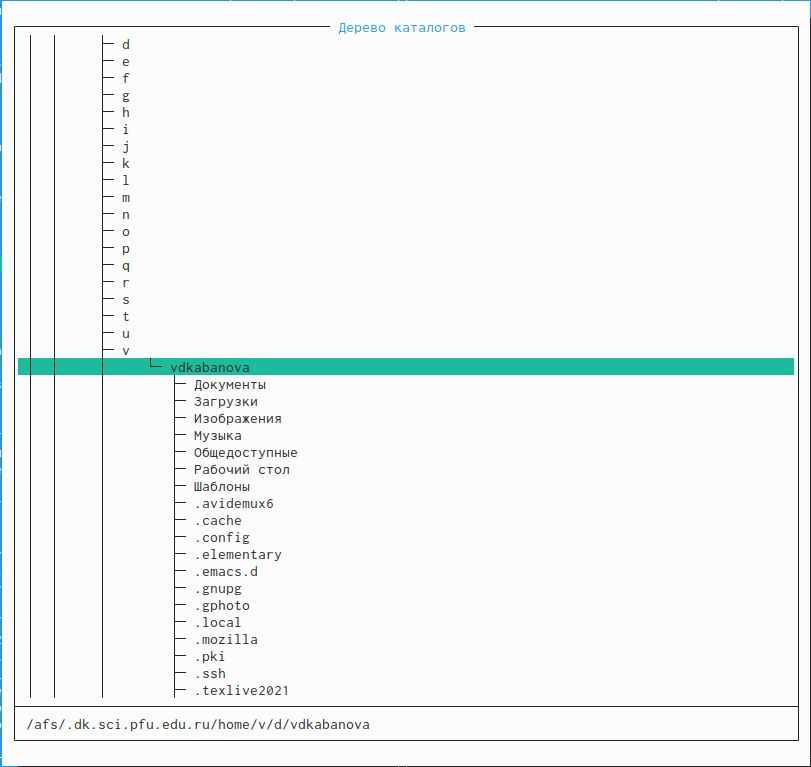 Дерево каталогов
d
e
f
g
h
i
j
k
l
m
n
o
p
q
r
s
t
u
v
vdkabanova
Документы
Загрузки
Изображения
Музыка
Общедоступные
Рабочий стол
Шаблоны
.avidemux6
.cache
.config
.elementary
.emacs.d
.gnupg
.gphoto
.local
.mozilla
.pki
.ssh
.texlive2021
/afs/.dk.sci.pfu.edu.ru/home/v/d/vdkabanova